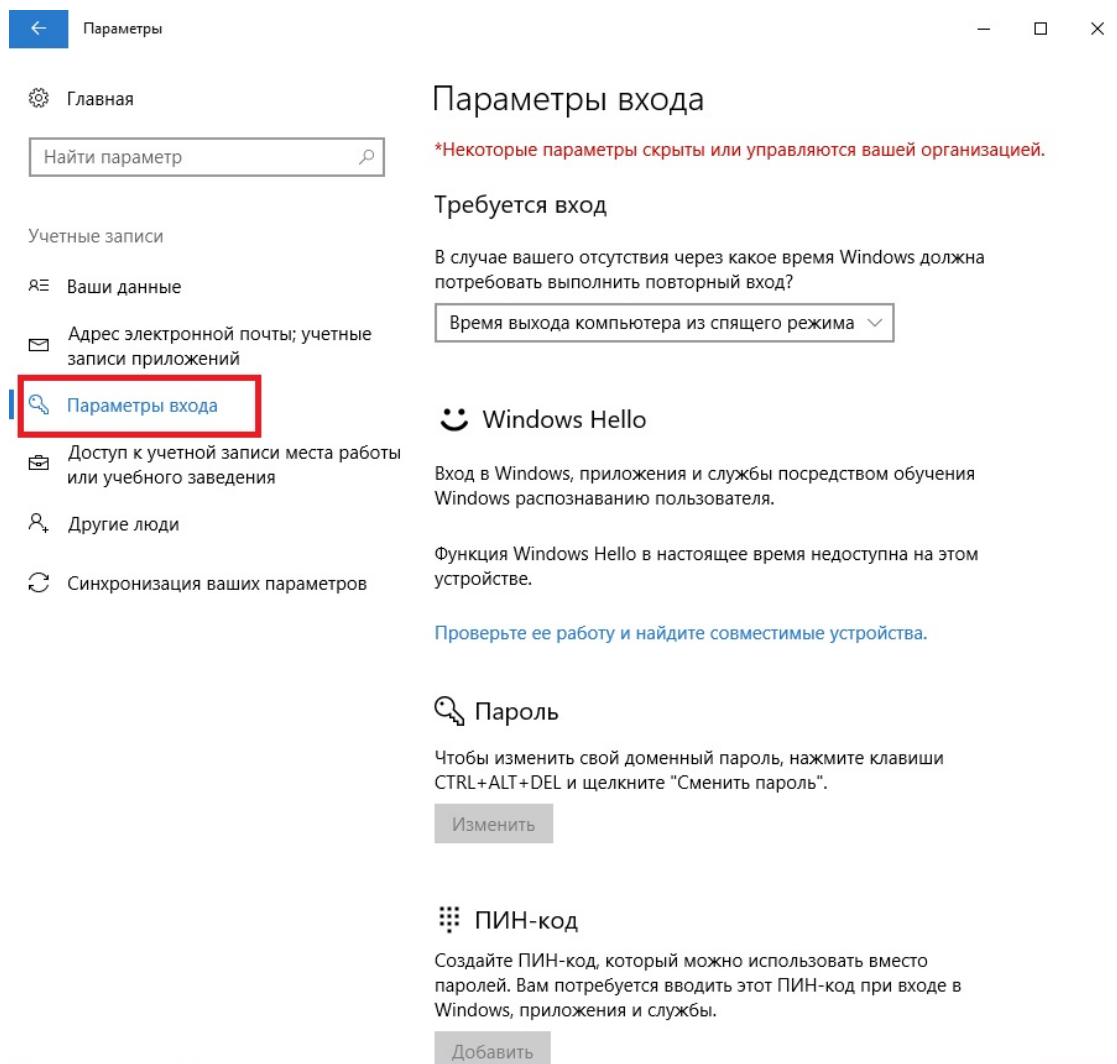 Параметры
Главная
Найти параметр
Учетные записи
Ваши данные
Адрес электронной почты; учетные
записи приложений
Параметры входа
Доступ к учетной записи места работы
или учебного заведения
Другие люди
Синхронизация ваших параметров
Параметры входа
*Некоторые параметры скрыты или управляются вашей организацией.
Требуется вход
В случае вашего отсутствия через какое время Windows должна
потребовать выполнить повторный вход?
Время выхода компьютера из спящего режима
Windows Hello
Вход в Windows, приложения и службы посредством обучения
Windows распознаванию пользователя.
Функция Windows Hello в настоящее время недоступна на этом
устройстве.
Проверьте ее работу и найдите совместимые устройства.
Пароль
Чтобы изменить свой доменный пароль, нажмите клавиши
CTRL+ALT+DEL и щелкните "Сменить пароль".
Изменить
ПИН-код
Создайте ПИН-код, который можно использовать вместо
паролей. Вам потребуется вводить этот ПИН-код при входе в
Windows, приложения и службы.
Добавить